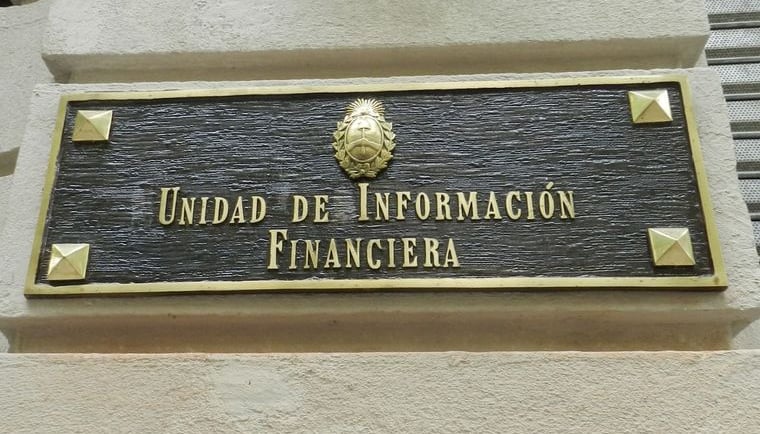 Unidad de Información
Financiera